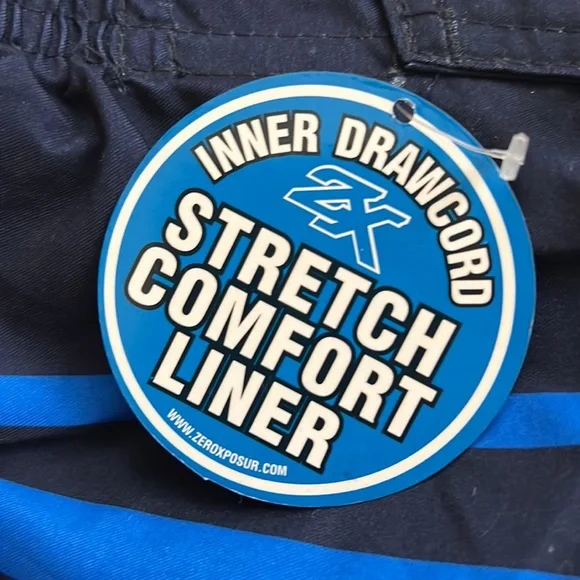 INNER DRAWCORD
ZX
STRETCH
COMFORT
LINER
WWW.ZEROXPOSUR.COM